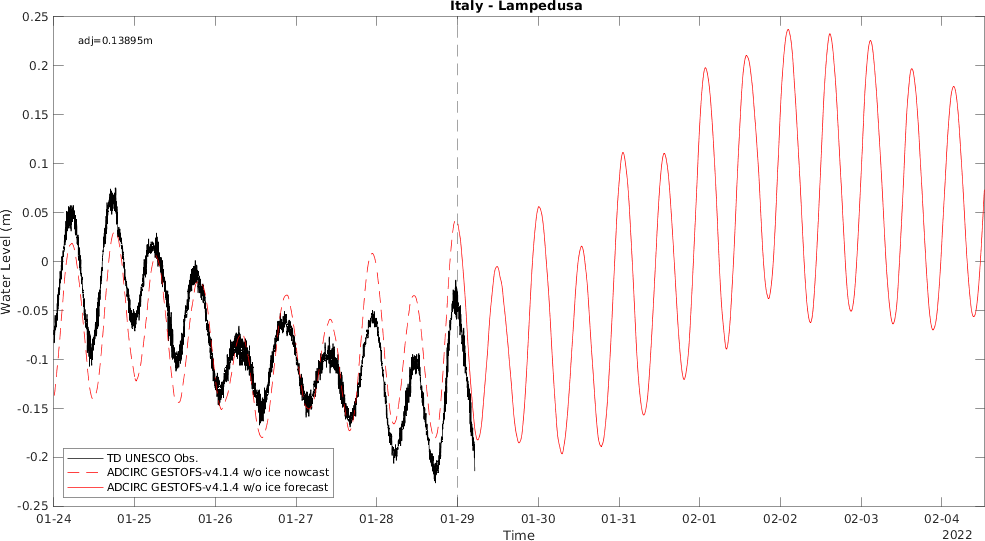 Italy - Lampedusa
adj=0.13895m
0.25
0.2
0.15
0.1
0.05
0
-0.05
-0.1
-0.15
-0.2
-0.25
Water Level (m)
TD UNESCO Obs.
ADCIRC GESTOFS-v4.1.4 w/o ice nowcast
ADCIRC GESTOFS-v4.1.4 w/o ice forecast
01-24 01-25 01-26 01-27 01-28 01-29 01-30 01-31 02-01 02-02 02-03 02-04
Time
2022